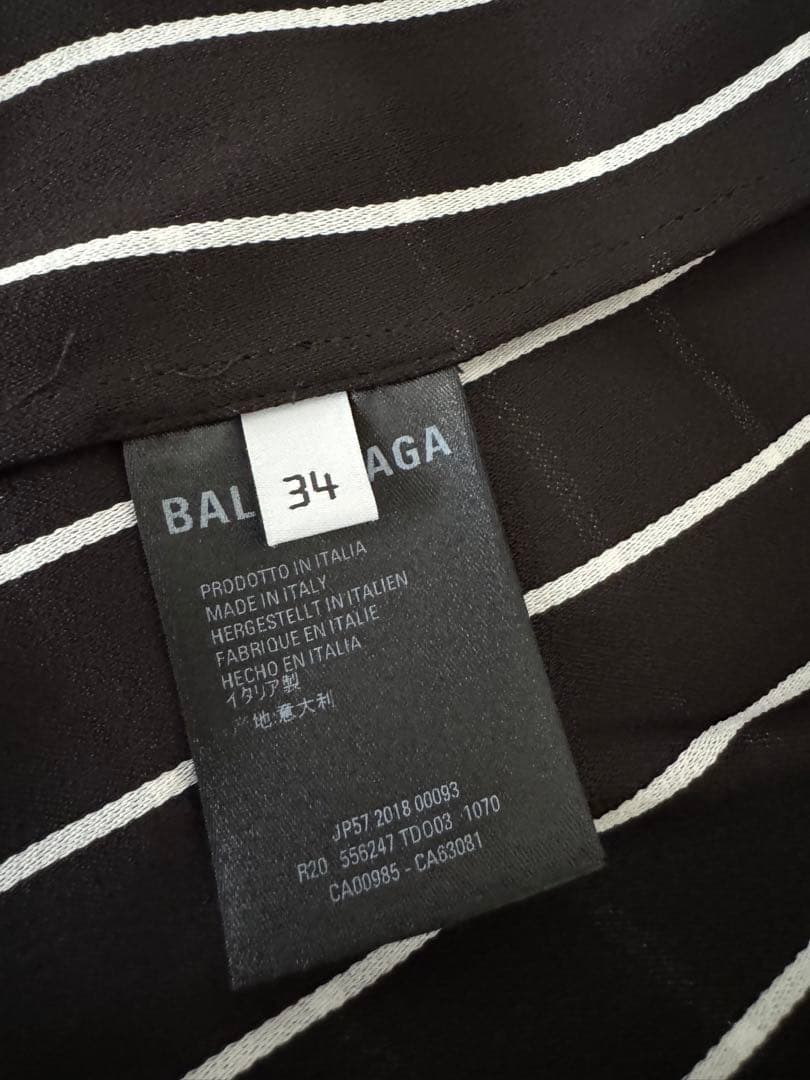 BAL
AGA
34
PRODOTTO IN ITALIA
MADE IN ITALY
HERGESTELLT IN ITALIEN
FABRIQUE EN ITALIE
HECHO EN ITALIA
イタリア製
产地:意大利
JP57 2018 00093
R20 556247 TDO03 1070
CA00985 - CA63081